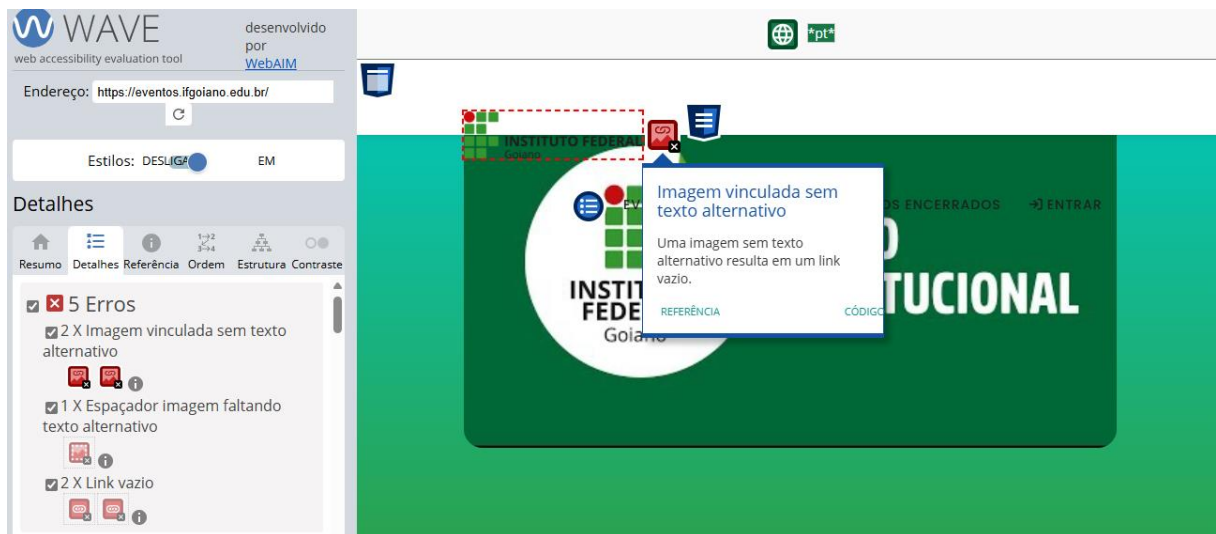 WAVE
web accessibility evaluation tool
desenvolvido
por
WebAIM
Endereço: https://eventos.ifgoiano.edu.br/
Estilos: DESLIGA EM
Detalhes
Resumo Detalhes Referência Ordem Estrutura Contraste
5 Erros
2 X Imagem vinculada sem texto
alternativo
1 X Espaçador imagem faltando
texto alternativo
2 X Link vazio
*pt*
INSTITUTO FEDERAL
Goiano
EV
OS ENCERRADOS
ENTRAR
Imagem vinculada sem
texto alternativo
Uma imagem sem texto
alternativo resulta em um link
vazio.
REFERÊNCIA CÓDIGO
O
TUCIONAL
INSTIT
FEDE
Goiano